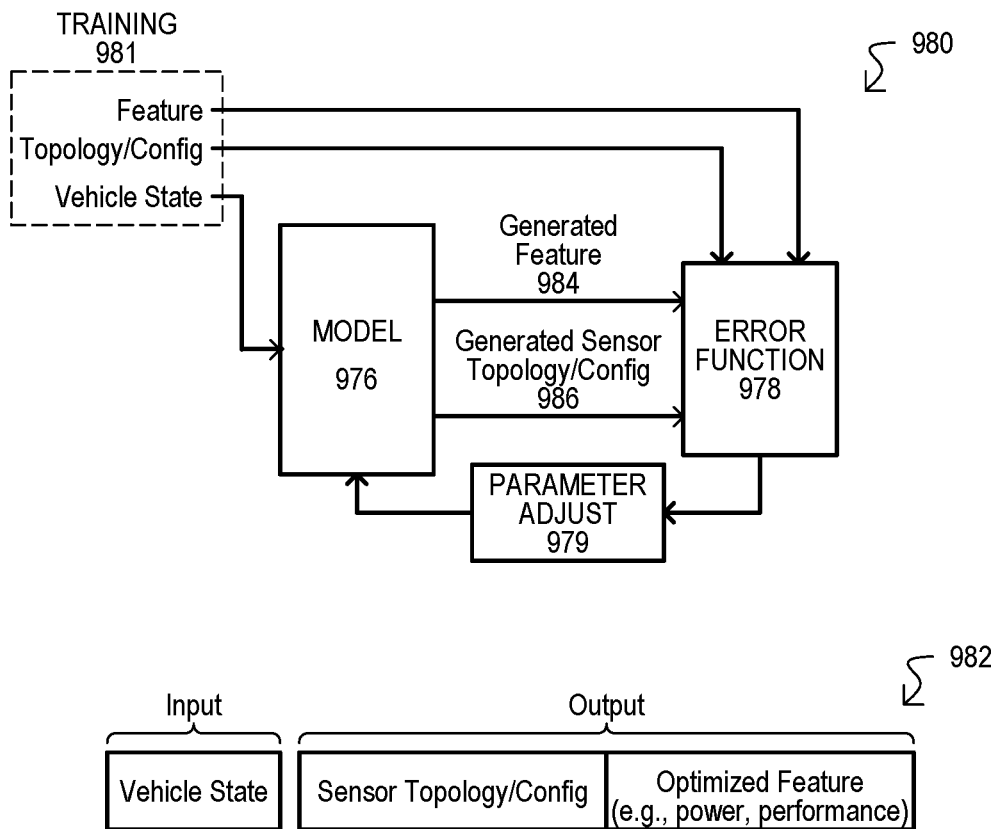 TRAINING
981
980
Feature
Topology/Config
Vehicle State
MODEL
976
Generated
Feature
984
Generated Sensor
Topology/Config
986
ERROR
FUNCTION
978
PARAMETER
ADJUST
979
982
Input
Output
Vehicle State
Sensor Topology/Config
Optimized Feature
(e.g., power, performance)